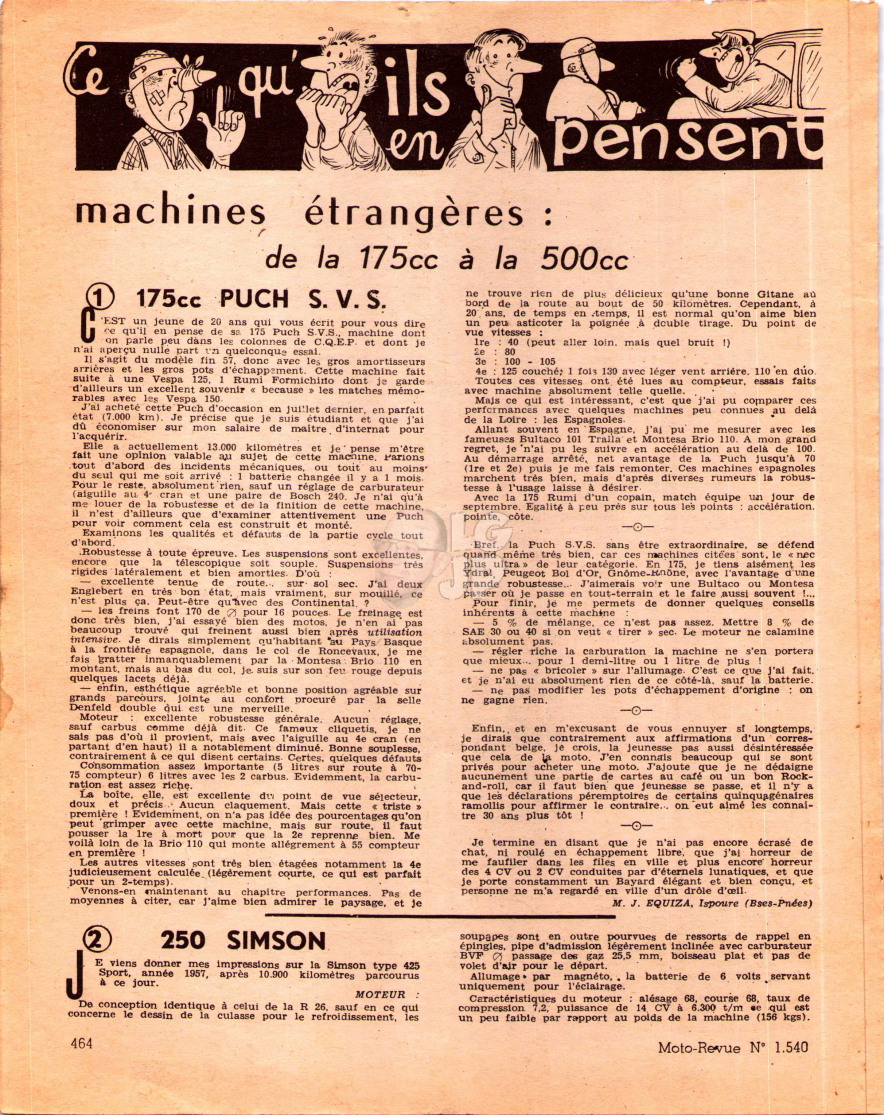 Ce qu'ils en pensent
machines étrangères :
de la 175cc à la 500cc
1 175cc PUCH S. V. S.
C'EST un jeune de 20 ans qui vous écrit pour vous dire
ce qu'il en pense de sa 175 Puch S.V.S., machine dont
on parle peu dans les colonnes de C.Q.E.P. et dont je
n'ai aperçu nulle part un quelconque essai.
Il s'agit du modèle fin 57, donc avec les gros amortisseurs
arrières et les gros pots d'échappement. Cette machine fait
suite à une Vespa 125, 1 Rumi Formichino dont je garde
d'ailleurs un excellent souvenir « because » les matches mémo-
rables avec les Vespa 150.
J'ai acheté cette Puch d'occasion en juillet dernier, en parfait
état (7.000 km). Je précise que je suis étudiant et que j'ai
dû économiser sur mon salaire de maître d'internat pour
l'acquérir.
Elle a actuellement 13.000 kilomètres et je pense m'être
fait une opinion valable au sujet de cette machine. Parlons
tout d'abord des incidents mécaniques, ou tout au moins
du seul qui me soit arrivé : 1 batterie changée il y a 1 mois.
Pour le reste, absolument rien, sauf un réglage de carburateur
(aiguille au 4e cran et une paire de Bosch 240. Je n'ai qu'à
me louer de la robustesse et de la finition de cette machine,
il n'est d'ailleurs que d'examiner attentivement une Puch
pour voir comment cela est construit et monté.
Examinons les qualités et défauts de la partie cycle tout
d'abord.
Robustesse à toute épreuve. Les suspensions sont excellentes,
encore que la télescopique soit souple. Suspensions très
rigides latéralement et bien amorties. D'où :
— excellente tenue de route... sur sol sec. J'ai deux
Englebert en très bon état, mais vraiment, sur mouillé, ce
n'est plus ça. Peut-être qu'avec des Continental ?
— les freins font 170 de ∅ pour 16 pouces. Le freinage est
donc très bien, j'ai essayé bien des motos, je n'en ai pas
beaucoup trouvé qui freinent aussi bien après utilisation
intensive. Je dirais simplement qu'habitant au Pays Basque
à la frontière espagnole, dans le col de Roncevaux, je me
fais gratter inmanquablement par la Montesa Brio 110 en
montant, mais au bas du col, je suis sur son feu rouge depuis
quelques lacets déjà.
— enfin, esthétique agréable et bonne position agréable sur
grands parcours, jointe au confort procuré par la selle
Denfeld double qui est une merveille.
Moteur : excellente robustesse générale. Aucun réglage,
sauf carbus comme déjà dit. Ce fameux cliquetis, je ne
sais pas d'où il provient, mais avec l'aiguille au 4e cran (en
partant d'en haut) il a notablement diminué. Bonne souplesse,
contrairement à ce qui disent certains. Certes, quelques défauts
Consommation assez importante (5 litres sur route à 70-
75 compteur) 6 litres avec les 2 carbus. Evidemment, la carbu-
ration est assez riche.
La boîte, elle, est excellente du point de vue sélecteur,
doux et précis... Aucun claquement. Mais cette « triste »
première ! Evidemment, on n'a pas idée des pourcentages qu'on
peut grimper avec cette machine, mais sur route, il faut
pousser la 1re à mort pour que la 2e reprenne bien. Me
voilà loin de la Brio 110 qui monte allégrement à 55 compteur
en première !
Les autres vitesses sont très bien étagées notamment la 4e
judicieusement calculée (légèrement courte, ce qui est parfait
pour un 2-temps).
Venons-en maintenant au chapitre performances. Pas de
moyennes à citer, car j'aime bien admirer le paysage, et je
ne trouve rien de plus délicieux qu'une bonne Gitane au
bord de la route au bout de 50 kilomètres. Cependant, à
20 ans, de temps en temps, il est normal qu'on aime bien
un peu asticoter la poignée à double tirage. Du point de
vue vitesses :
1re : 40 (peut aller loin, mais quel bruit !)
2e : 80
3e : 100 - 105
4e : 125 couché; 1 fois 130 avec léger vent arrière. 110 en duo.
Toutes ces vitesses ont été lues au compteur, essais faits
avec machine absolument telle quelle.
Mais ce qui est intéressant, c'est que j'ai pu comparer ces
performances avec quelques machines peu connues au delà
de la Loire : les Espagnoles.
Allant souvent en Espagne, j'ai pu me mesurer avec les
fameuses Bultaco 101 Tralla et Montesa Brio 110. A mon grand
regret, je n'ai pu les suivre en accélération au delà de 100.
Au démarrage arrêté, net avantage de la Puch jusqu'à 70
(1re et 2e) puis je me fais remonter. Ces machines espagnoles
marchent très bien, mais d'après diverses rumeurs la robus-
tesse à l'usage laisse à désirer.
Avec la 175 Rumi d'un copain, match équipe un jour de
septembre. Egalité à peu près sur tous les points : accélération,
pointe, côte.
Bref, la Puch S.V.S. sans être extraordinaire, se défend
quand même très bien, car ces machines citées sont, le « nec
plus ultra » de leur catégorie. En 175, je tiens aisément les
Ydral, Peugeot Bol d'Or, Gnôme-Rhône, avec l'avantage d'une
grande robustesse... J'aimerais voir une Bultaco ou Montesa
passer où je passe en tout-terrain et le faire aussi souvent !...
Pour finir, je me permets de donner quelques conseils
inhérents à cette machine :
— 5 % de mélange, ce n'est pas assez. Mettre 8 % de
SAE 30 ou 40 si on veut « tirer » sec. Le moteur ne calamine
absolument pas.
— régler riche la carburation la machine ne s'en portera
que mieux... pour 1 demi-litre ou 1 litre de plus !
— ne pas « bricoler » sur l'allumage. C'est ce que j'ai fait,
et je n'ai eu absolument rien de ce côté-là, sauf la batterie.
— ne pas modifier les pots d'échappement d'origine : on
ne gagne rien.
Enfin, et en m'excusant de vous ennuyer si longtemps,
je dirais que contrairement aux affirmations d'un corres-
pondant belge, je crois, la jeunesse pas aussi désintéressée
que cela de la moto. J'en connais beaucoup qui se sont
privés pour acheter une moto. J'ajoute que je ne dédaigne
aucunement une partie de cartes au café ou un bon Rock-
and-roll, car il faut bien que jeunesse se passe, et il n'y a
que les déclarations péremptoires de certains quinquagénaires
ramollis pour affirmer le contraire... on eut aimé les connaî-
tre 30 ans plus tôt !
Je termine en disant que je n'ai pas encore écrasé de
chat, ni roulé en échappement libre, que j'ai horreur de
me faufiler dans les files en ville et plus encore horreur
des 4 CV ou 2 CV conduites par d'éternels lunatiques, et que
je porte constamment un Bayard élégant et bien conçu, et
personne ne m'a regardé en ville d'un drôle d'œil.
M. J. EQUIZA, Ispoure (Bses-Pnées)
2 250 SIMSON
JE viens donner mes impressions sur la Simson type 425
Sport, année 1957, après 10.900 kilomètres parcourus
à ce jour.
MOTEUR :
De conception identique à celui de la R 26, sauf en ce qui
concerne le dessin de la culasse pour le refroidissement, les
soupapes sont en outre pourvues de ressorts de rappel en
épingles, pipe d'admission légèrement inclinée avec carburateur
BVF ∅ passage des gaz 25,5 mm, boisseau plat et pas de
volet d'air pour le départ.
Allumage par magnéto, la batterie de 6 volts servant
uniquement pour l'éclairage.
Caractéristiques du moteur : alésage 68, course 68, taux de
compression 7,2, puissance de 14 CV à 6.300 t/m ce qui est
un peu faible par rapport au poids de la machine (156 kgs).
464
Moto-Revue N° 1.540